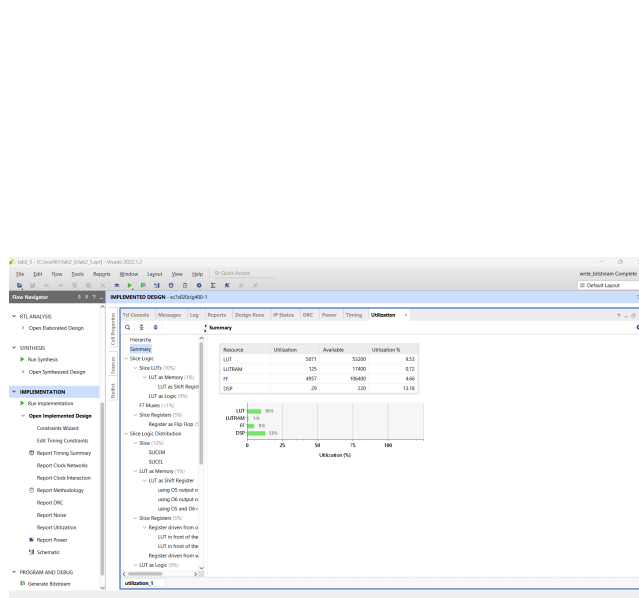 lab2_5 - [C:/ece481/lab2_5/lab2_5.xpr] - Vivado 2022.1.2
File Edit Flow Tools Reports Window Layout View Help Quick Access
write_bitstream Complete
Default Layout
Flow Navigator
IMPLEMENTED DESIGN - xc7z020clg400-1
RTL ANALYSIS
Open Elaborated Design
SYNTHESIS
Run Synthesis
Open Synthesized Design
IMPLEMENTATION
Run Implementation
Open Implemented Design
Constraints Wizard
Edit Timing Constraints
Report Timing Summary
Report Clock Networks
Report Clock Interaction
Report Methodology
Report DRC
Report Noise
Report Utilization
Report Power
Schematic
PROGRAM AND DEBUG
Generate Bitstream
Cell Properties
Sources
Netlist
Tcl Console Messages Log Reports Design Runs IP Status DRC Power Timing Utilization
Hierarchy
Summary
Slice Logic
Slice LUTs (10%)
LUT as Memory (1%)
LUT as Shift Regist
LUT as Logic (9%)
F7 Muxes (<1%)
Slice Registers (5%)
Register as Flip Flop (5
Slice Logic Distribution
Slice (12%)
SLICEM
SLICEL
LUT as Memory (1%)
LUT as Shift Register
using O5 output o
using O6 output o
using O5 and O6
Slice Registers (5%)
Register driven from o
LUT in front of the
LUT in front of the
Register driven from w
LUT as Logic (9%)
Summary
Resource Utilization Available Utilization %
LUT 5071 53200 9.53
LUTRAM 125 17400 0.72
FF 4957 106400 4.66
DSP 29 220 13.18
LUT 10%
LUTRAM 1%
FF
DSP 13%
0 25 50 75 100
Utilization (%)
utilization_1